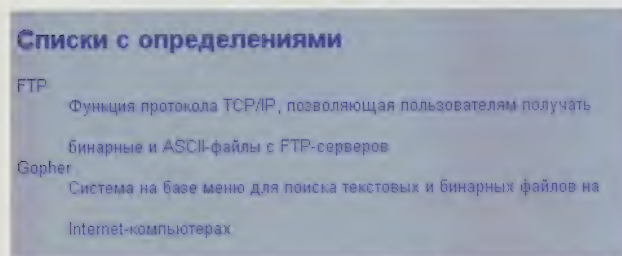 Списки с определениями
FTP
Функция протокола TCP/IP, позволяющая пользователям получать
бинарные и ASCII-файлы с FTP-серверов
Gopher
Система на базе меню для поиска текстовых и бинарных файлов на
Internet-компьютерах